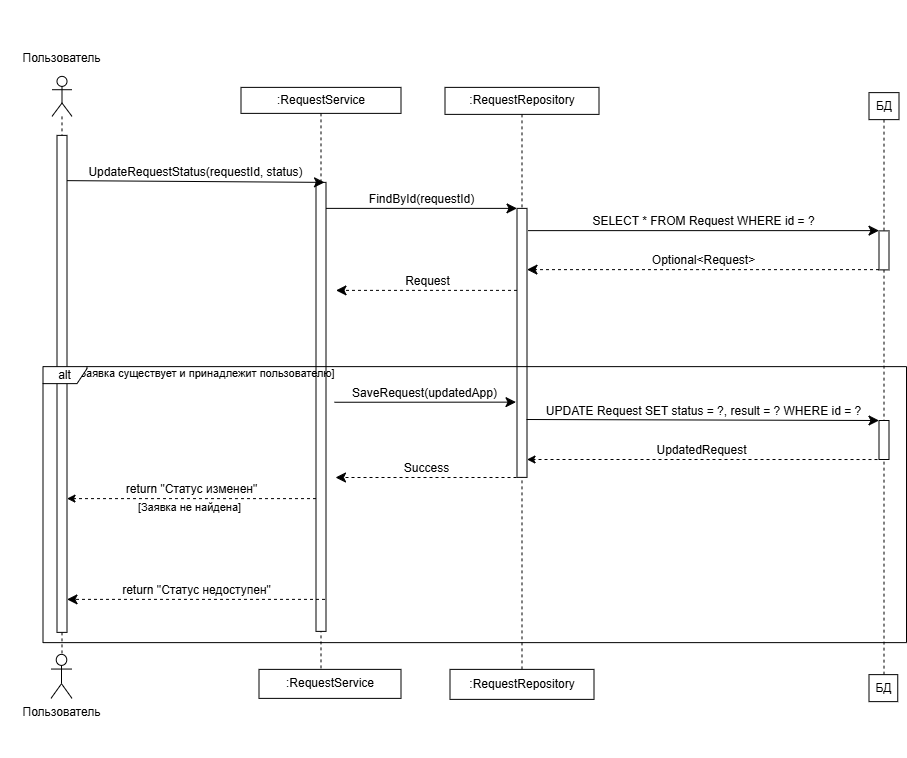 Пользователь
:RequestService
:RequestRepository
БД
UpdateRequestStatus(requestId, status)
FindById(requestId)
SELECT * FROM Request WHERE id = ?
Optional<Request>
Request
alt
Заявка существует и принадлежит пользователю]
SaveRequest(updatedApp)
UPDATE Request SET status = ?, result = ? WHERE id = ?
UpdatedRequest
Success
return "Статус изменен"
[Заявка не найдена]
return "Статус недоступен"
:RequestService
:RequestRepository
БД
Пользователь